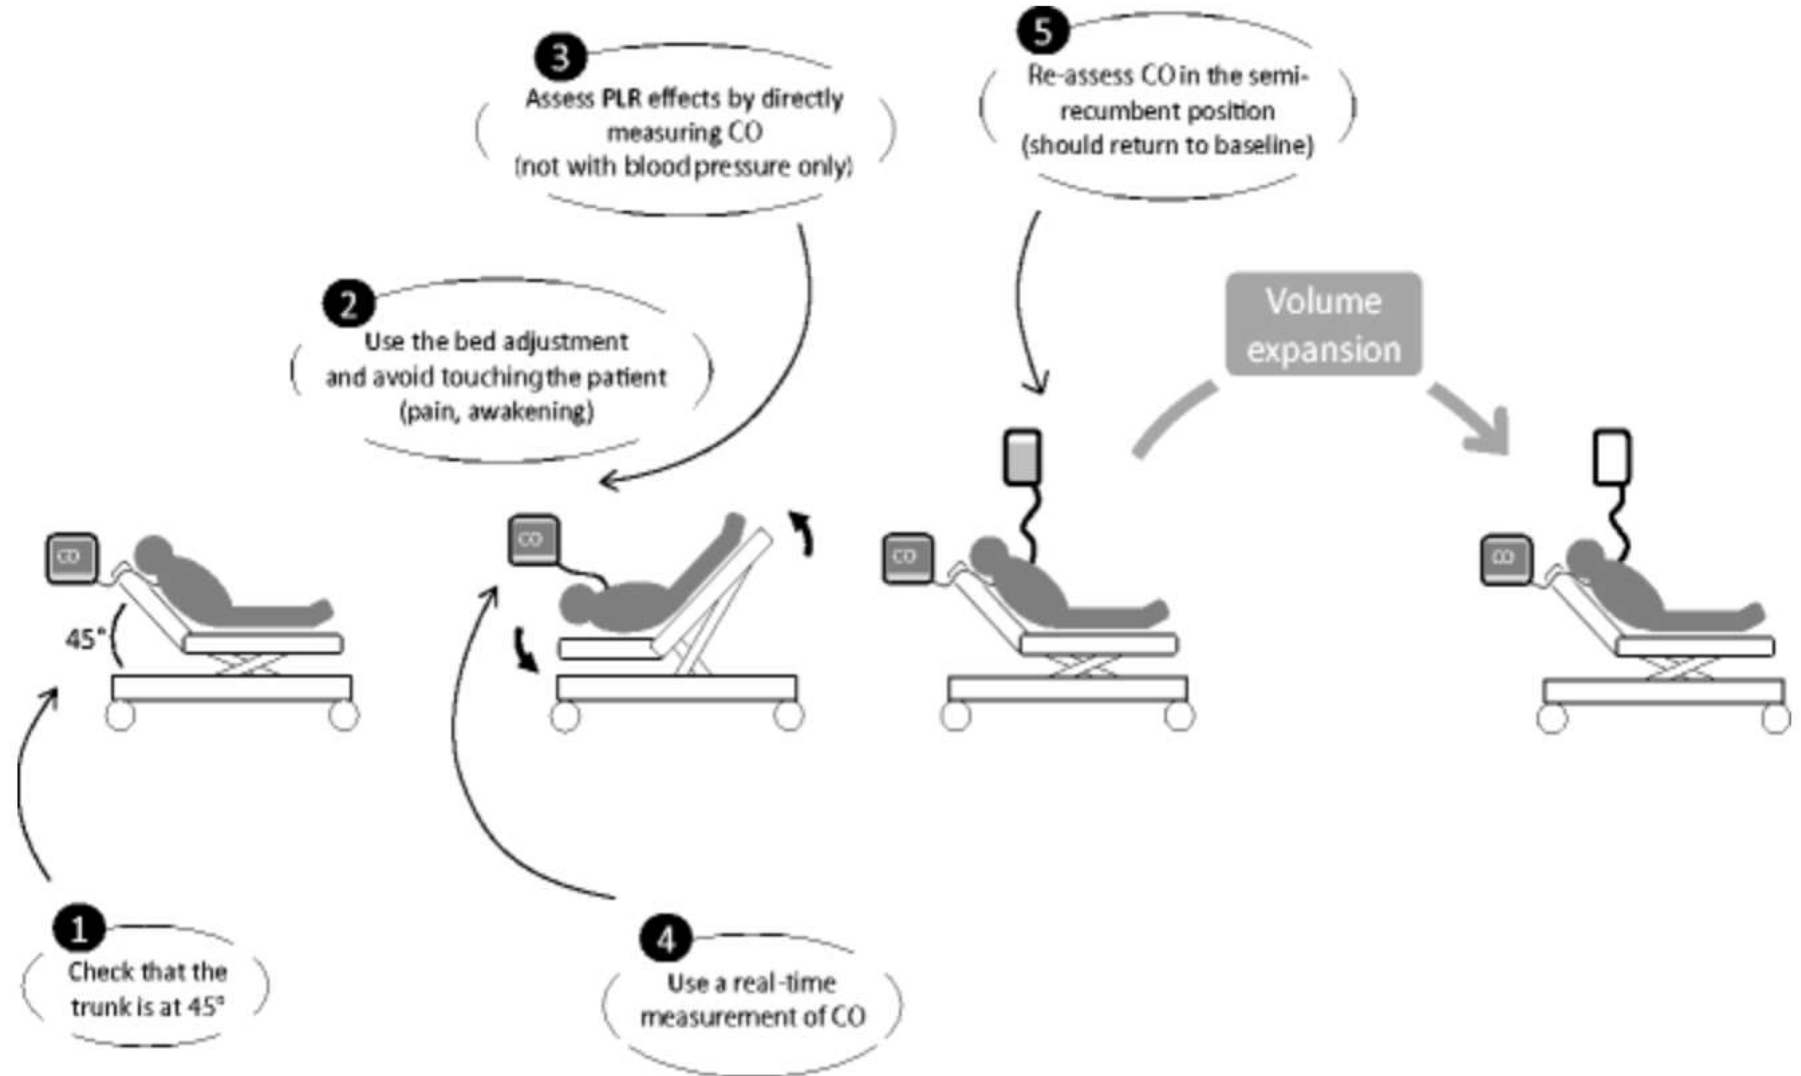 1
Check that the
trunk is at 45°
2
Use the bed adjustment
and avoid touching the patient
(pain, awakening)
3
Assess PLR effects by directly
measuring CO
(not with blood pressure only)
4
Use a real-time
measurement of CO
5
Re-assess CO in the semi-
recumbent position
(should return to baseline)
Volume
expansion
CO
45°
CO
CO
CO